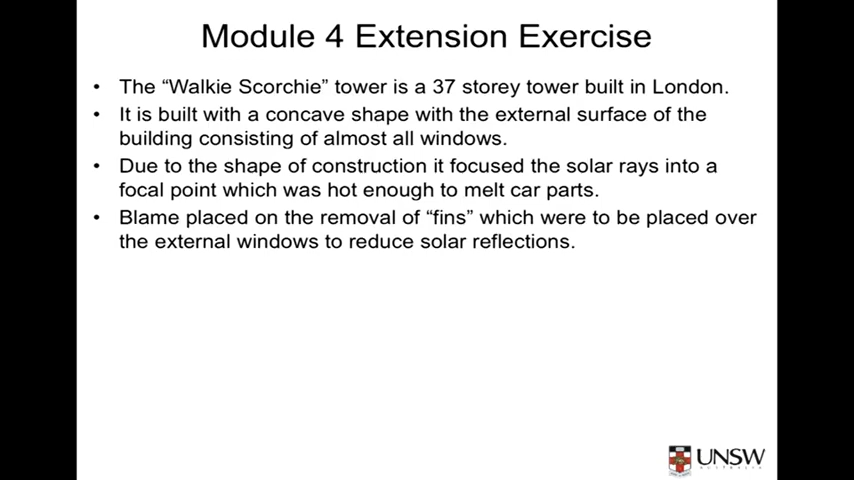 Module 4 Extension Exercise
• The “Walkie Scorchie” tower is a 37 storey tower built in London.
• It is built with a concave shape with the external surface of the
building consisting of almost all windows.
• Due to the shape of construction it focused the solar rays into a
focal point which was hot enough to melt car parts.
• Blame placed on the removal of “fins” which were to be placed over
the external windows to reduce solar reflections.
UNSW
AUSTRALIA